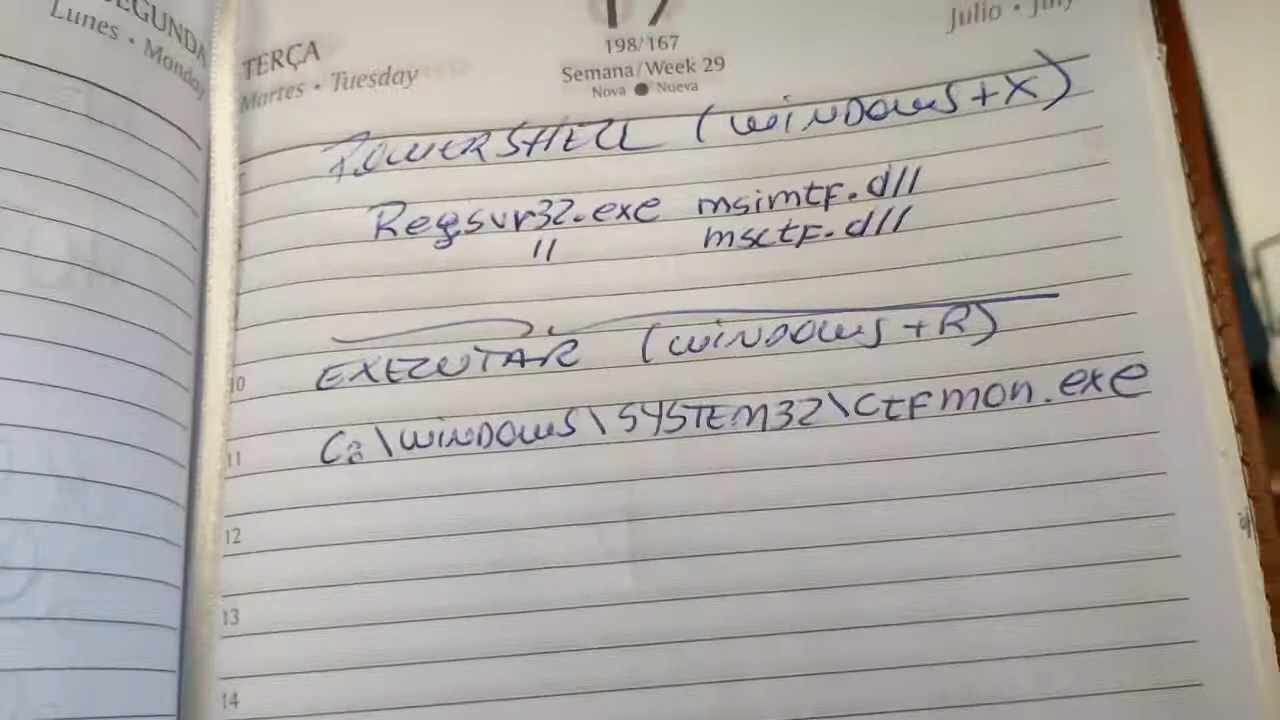 SEGUNDA
Lunes • Monday
TERÇA
Martes • Tuesday
17
198/167
Semana/Week 29
Nova ● Nueva
Julio • July
POWERSHELL (WINDOWS+X)
Regsvr32.exe msimtf.dll
" msctf.dll
EXECUTAR (WINDOWS+R)
10
C:\WINDOWS\SYSTEM32\CTFmon.exe
11
12
13
14